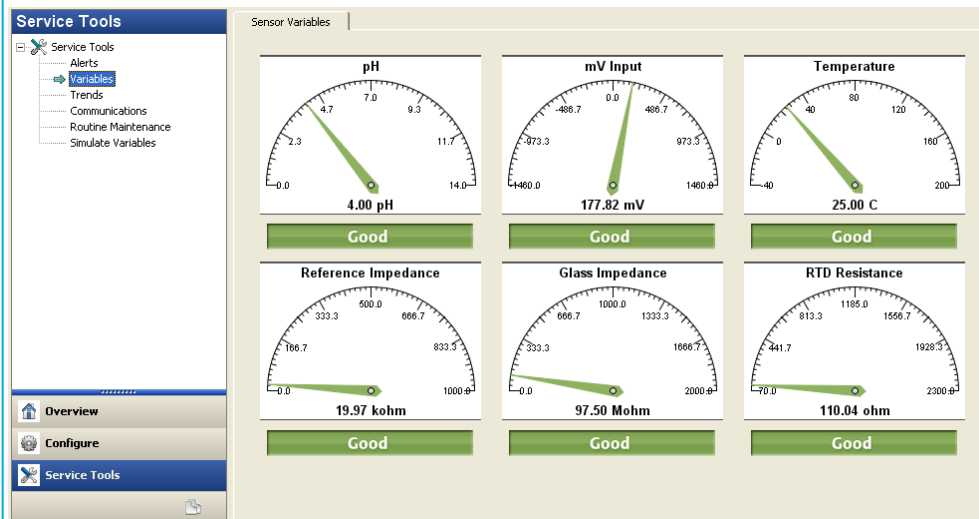 Service Tools
Sensor Variables
Service Tools
Alerts
Variables
Trends
Communications
Routine Maintenance
Simulate Variables
Overview
Configure
Service Tools
pH
0.0
2.3
4.7
7.0
9.3
11.7
14.0
4.00 pH
Good
mV Input
-1460.0
-973.3
-486.7
0.0
486.7
973.3
1460.0
177.82 mV
Good
Temperature
-40
0
40
80
120
160
200
25.00 C
Good
Reference Impedance
0.0
166.7
333.3
500.0
666.7
833.3
1000.0
19.97 kohm
Good
Glass Impedance
0.0
333.3
666.7
1000.0
1333.3
1666.7
2000.0
97.50 Mohm
Good
RTD Resistance
70.0
441.7
813.3
1185.0
1556.7
1928.3
2300.0
110.04 ohm
Good